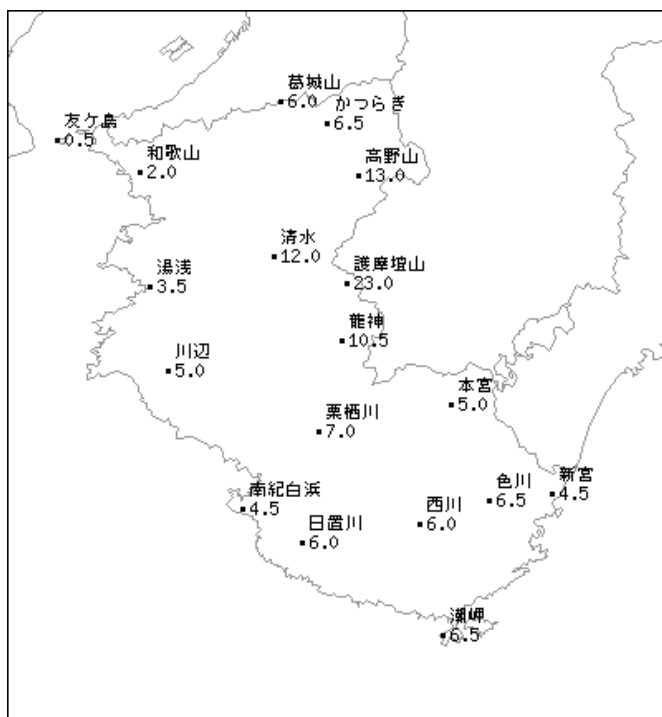 葛城山
6.0
かつらぎ
6.5
友ケ島
0.5
和歌山
2.0
高野山
13.0
清水
12.0
湯浅
3.5
護摩壇山
23.0
龍神
10.5
川辺
5.0
本宮
5.0
栗栖川
7.0
南紀白浜
4.5
日置川
6.0
西川
6.0
色川
6.5
新宮
4.5
潮岬
6.5